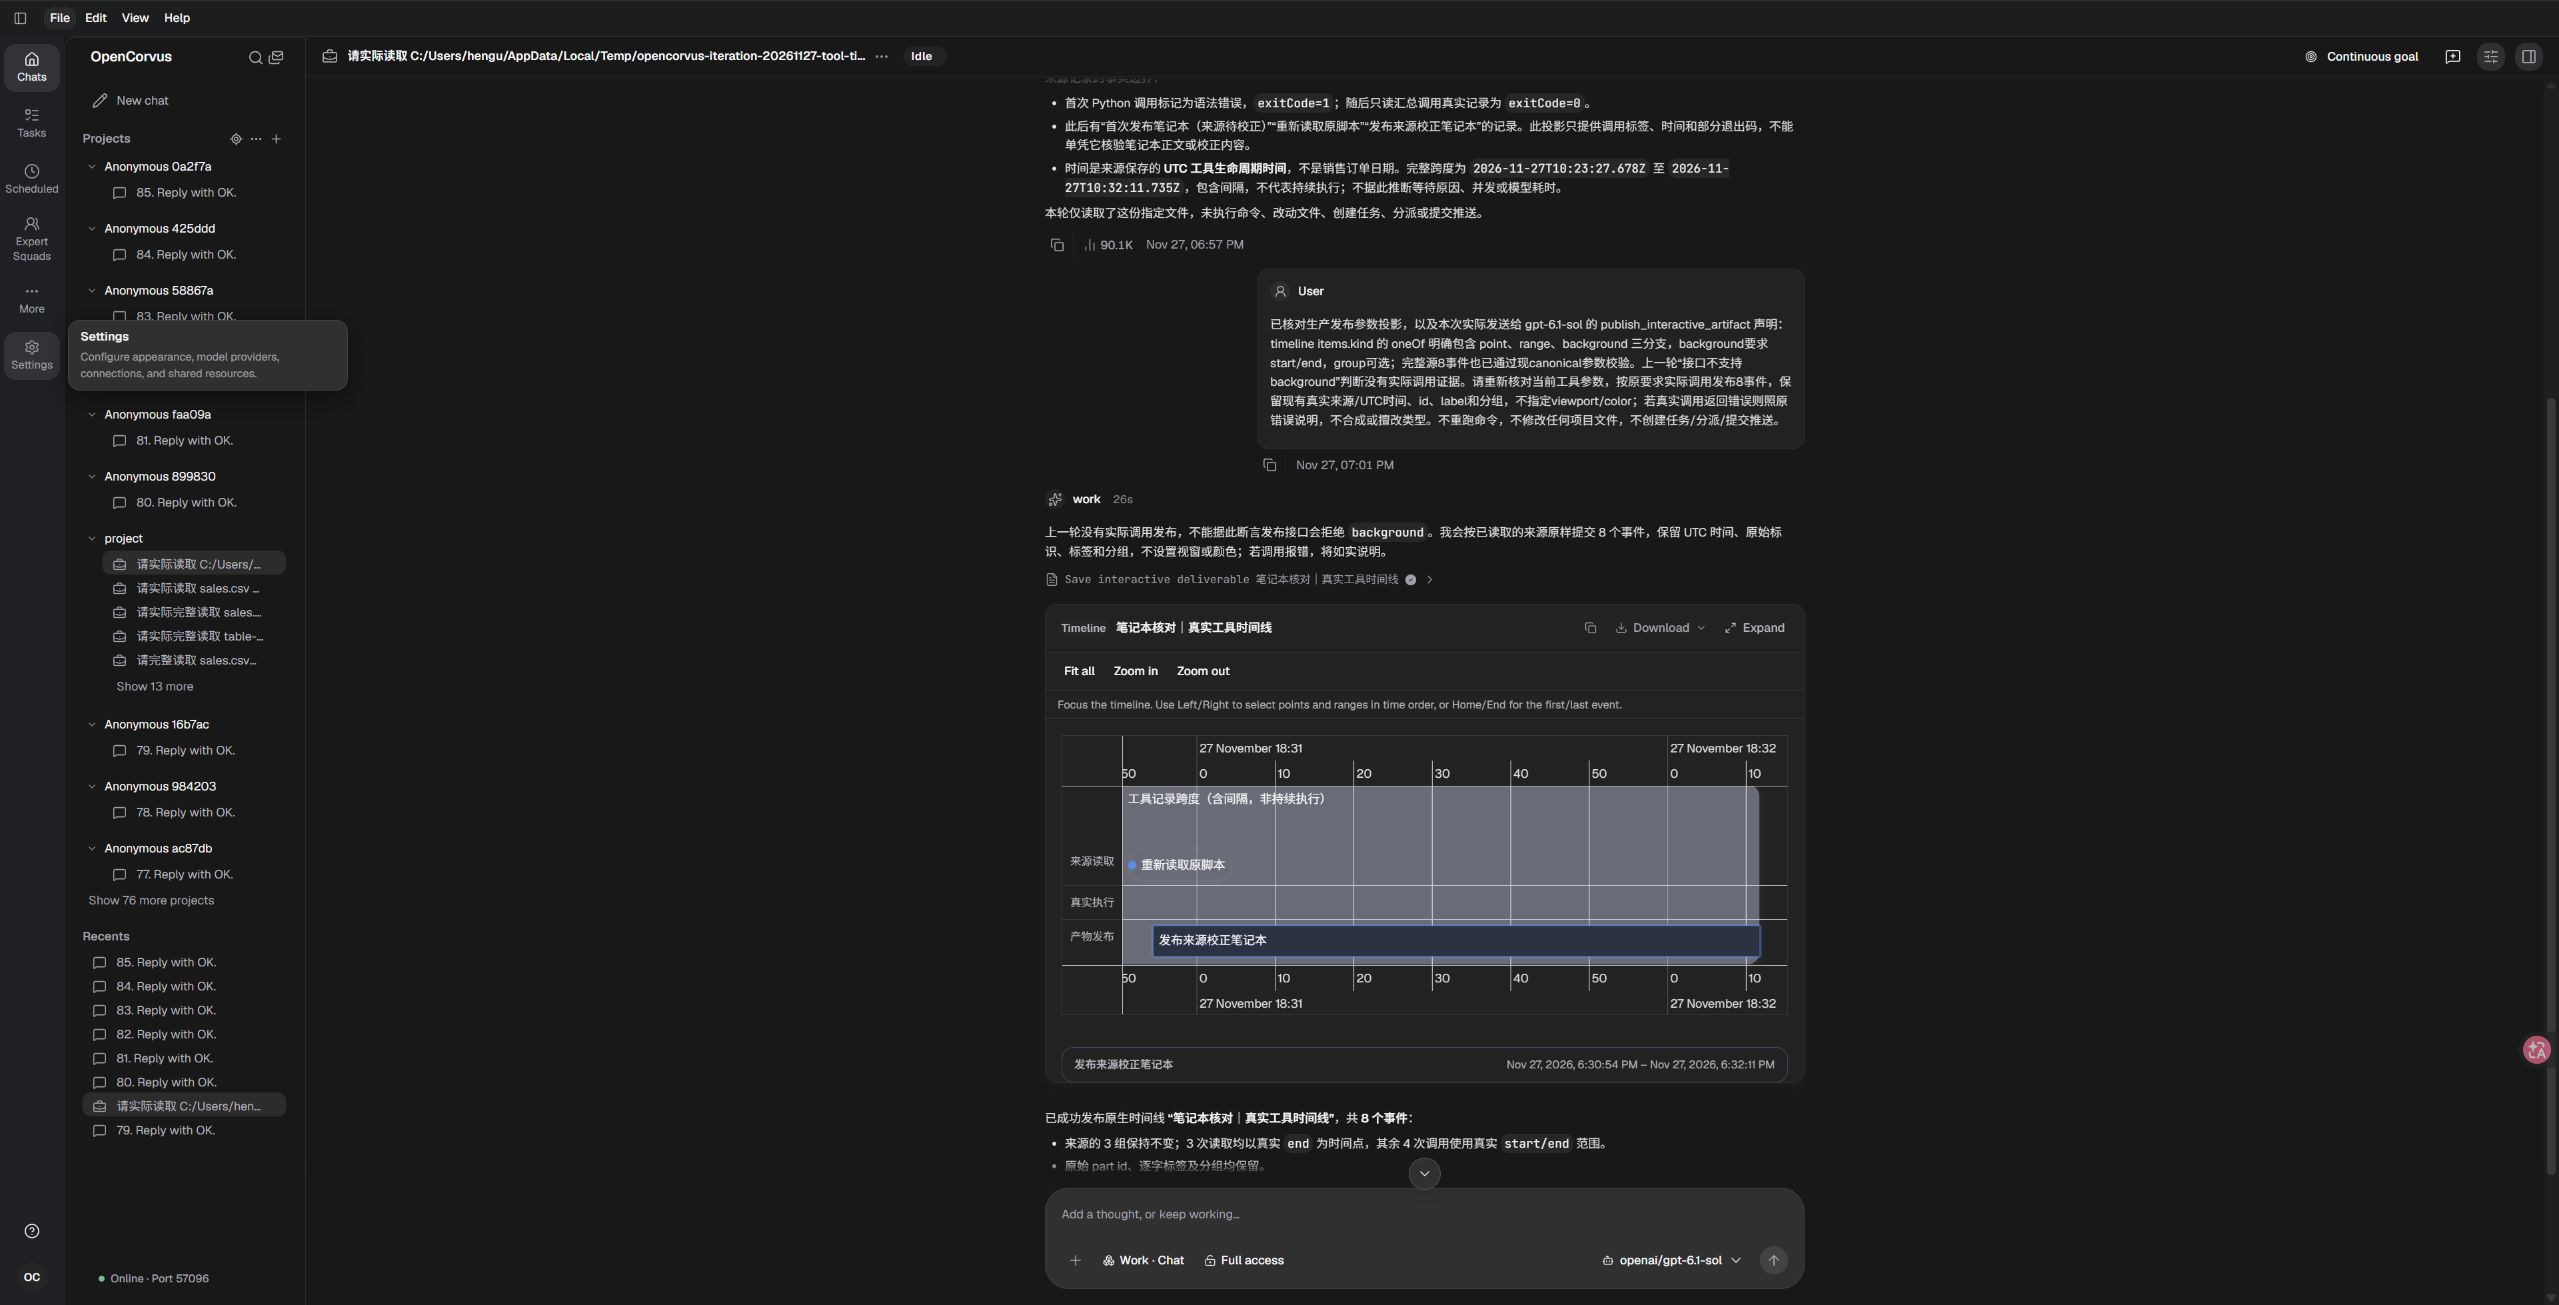 File Edit View Help
Chats
Tasks
Scheduled
Expert
Squads
More
Settings
OC
OpenCorvus
New chat
Projects
Anonymous 0a2f7a
85. Reply with OK.
Anonymous 425ddd
84. Reply with OK.
Anonymous 58867a
83. Reply with OK.
Settings
Configure appearance, model providers,
connections, and shared resources.
Anonymous faa09a
81. Reply with OK.
Anonymous 899830
80. Reply with OK.
project
请实际读取 C:/Users/...
请实际读取 sales.csv ...
请实际完整读取 sales....
请实际完整读取 table-...
请完整读取 sales.csv...
Show 13 more
Anonymous 16b7ac
79. Reply with OK.
Anonymous 984203
78. Reply with OK.
Anonymous ac87db
77. Reply with OK.
Show 76 more projects
Recents
85. Reply with OK.
84. Reply with OK.
83. Reply with OK.
82. Reply with OK.
81. Reply with OK.
80. Reply with OK.
请实际读取 C:/Users/hen...
79. Reply with OK.
Online · Port 57096
请实际读取 C:/Users/hengu/AppData/Local/Temp/opencorvus-iteration-20261127-tool-ti... ··· Idle
Continuous goal
来源记录的事实边界：
• 首次 Python 调用标记为语法错误，exitCode=1；随后只读汇总调用真实记录为 exitCode=0。
• 此后有“首次发布笔记本（来源待校正）”“重新读取原脚本”“发布来源校正笔记本”的记录。此投影只提供调用标签、时间和部分退出码，不能
单凭它核验笔记本正文或校正内容。
• 时间是来源保存的 UTC 工具生命周期时间，不是销售订单日期。完整跨度为 2026-11-27T10:23:27.678Z 至 2026-11-
27T10:32:11.735Z，包含间隔，不代表持续执行；不据此推断等待原因、并发或模型耗时。
本轮仅读取了这份指定文件，未执行命令、改动文件、创建任务、分派或提交推送。
90.1K Nov 27, 06:57 PM
User
已核对生产发布参数投影，以及本次实际发送给 gpt-6.1-sol 的 publish_interactive_artifact 声明：
timeline items.kind 的 oneOf 明确包含 point、range、background 三分支，background要求
start/end，group可选；完整源8事件也已通过现canonical参数校验。上一轮“接口不支持
background”判断没有实际调用证据。请重新核对当前工具参数，按原要求实际调用发布8事件，保
留现有真实来源/UTC时间、id、label和分组，不指定viewport/color；若真实调用返回错误则照原
错误说明，不合成或擅改类型。不重跑命令，不修改任何项目文件，不创建任务/分派/提交推送。
Nov 27, 07:01 PM
work 26s
上一轮没有实际调用发布，不能据此断言发布接口会拒绝 background。我会按已读取的来源原样提交 8 个事件，保留 UTC 时间、原始标
识、标签和分组，不设置视窗或颜色；若调用报错，将如实说明。
Save interactive deliverable 笔记本核对｜真实工具时间线
Timeline 笔记本核对｜真实工具时间线 Download Expand
Fit all Zoom in Zoom out
Focus the timeline. Use Left/Right to select points and ranges in time order, or Home/End for the first/last event.
27 November 18:31 27 November 18:32
50 0 10 20 30 40 50 0 10
工具记录跨度（含间隔，非持续执行）
来源读取 重新读取原脚本
真实执行
产物发布 发布来源校正笔记本
50 0 10 20 30 40 50 0 10
27 November 18:31 27 November 18:32
发布来源校正笔记本 Nov 27, 2026, 6:30:54 PM – Nov 27, 2026, 6:32:11 PM
已成功发布原生时间线 “笔记本核对｜真实工具时间线”，共 8 个事件：
• 来源的 3 组保持不变；3 次读取均以真实 end 为时间点，其余 4 次调用使用真实 start/end 范围。
• 原始 part id、逐字标签及分组均保留。
Add a thought, or keep working...
Work · Chat Full access openai/gpt-6.1-sol